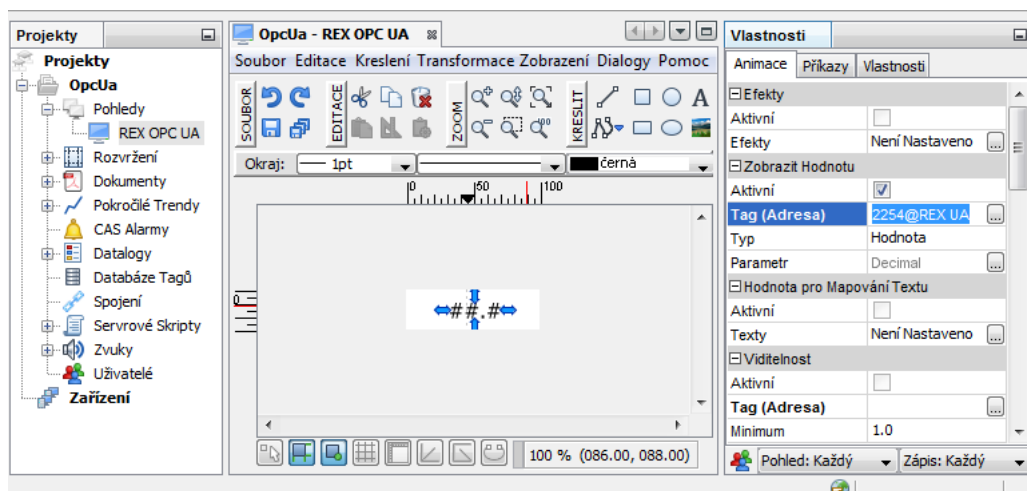 Projekty
Projekty
OpcUa
Pohledy
REX OPC UA
Rozvržení
Dokumenty
Pokročilé Trendy
CAS Alarmy
Datalogy
Databáze Tagů
Spojení
Servrové Skripty
Zvuky
Uživatelé
Zařízení
OpcUa - REX OPC UA
Soubor Editace Kreslení Transformace Zobrazení Dialogy Pomoc
SOUBOR
EDITACE
ZOOM
KRESLIT
A
Okraj: 1pt černá
0 50 100
0
##.#
100 % (086.00, 088.00)
Vlastnosti
Animace Příkazy Vlastnosti
Efekty
Aktivní
Efekty Není Nastaveno ...
Zobrazit Hodnotu
Aktivní
Tag (Adresa) 2254@REX UA ...
Typ Hodnota
Parametr Decimal ...
Hodnota pro Mapování Textu
Aktivní
Texty Není Nastaveno ...
Viditelnost
Aktivní
Tag (Adresa) ...
Minimum 1.0
Pohled: Každý Zápis: Každý